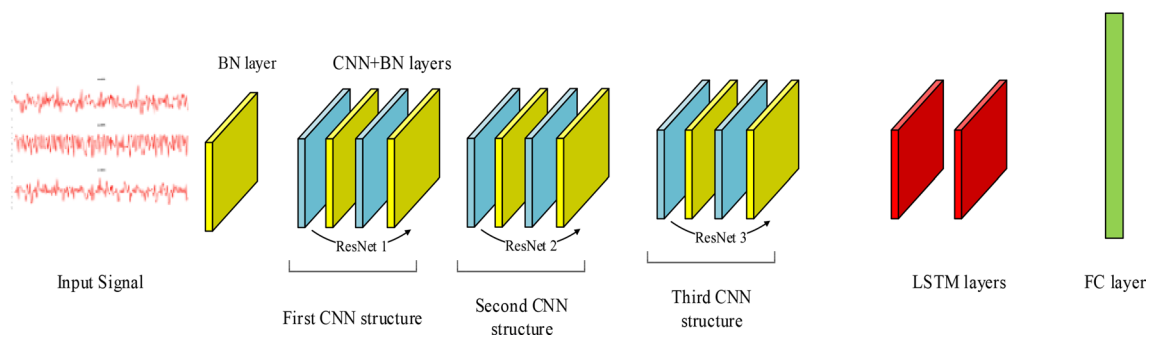 BN layer
CNN+BN layers
ResNet 1
ResNet 2
ResNet 3
Input Signal
First CNN structure
Second CNN
structure
Third CNN
structure
LSTM layers
FC layer